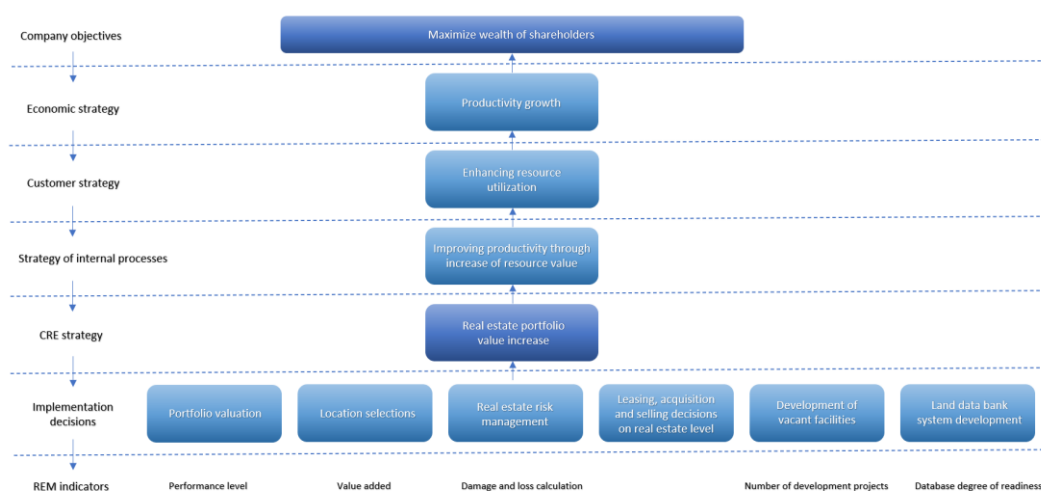 Company objectives
Maximize wealth of shareholders
Economic strategy
Productivity growth
Customer strategy
Enhancing resource
utilization
Strategy of internal processes
Improving productivity through
increase of resource value
CRE strategy
Real estate portfolio
value increase
Implementation
decisions
Portfolio valuation
Location selections
Real estate risk
management
Leasing, acquisition
and selling decisions
on real estate level
Development of
vacant facilities
Land data bank
system development
REM indicators
Performance level
Value added
Damage and loss calculation
Number of development projects
Database degree of readiness